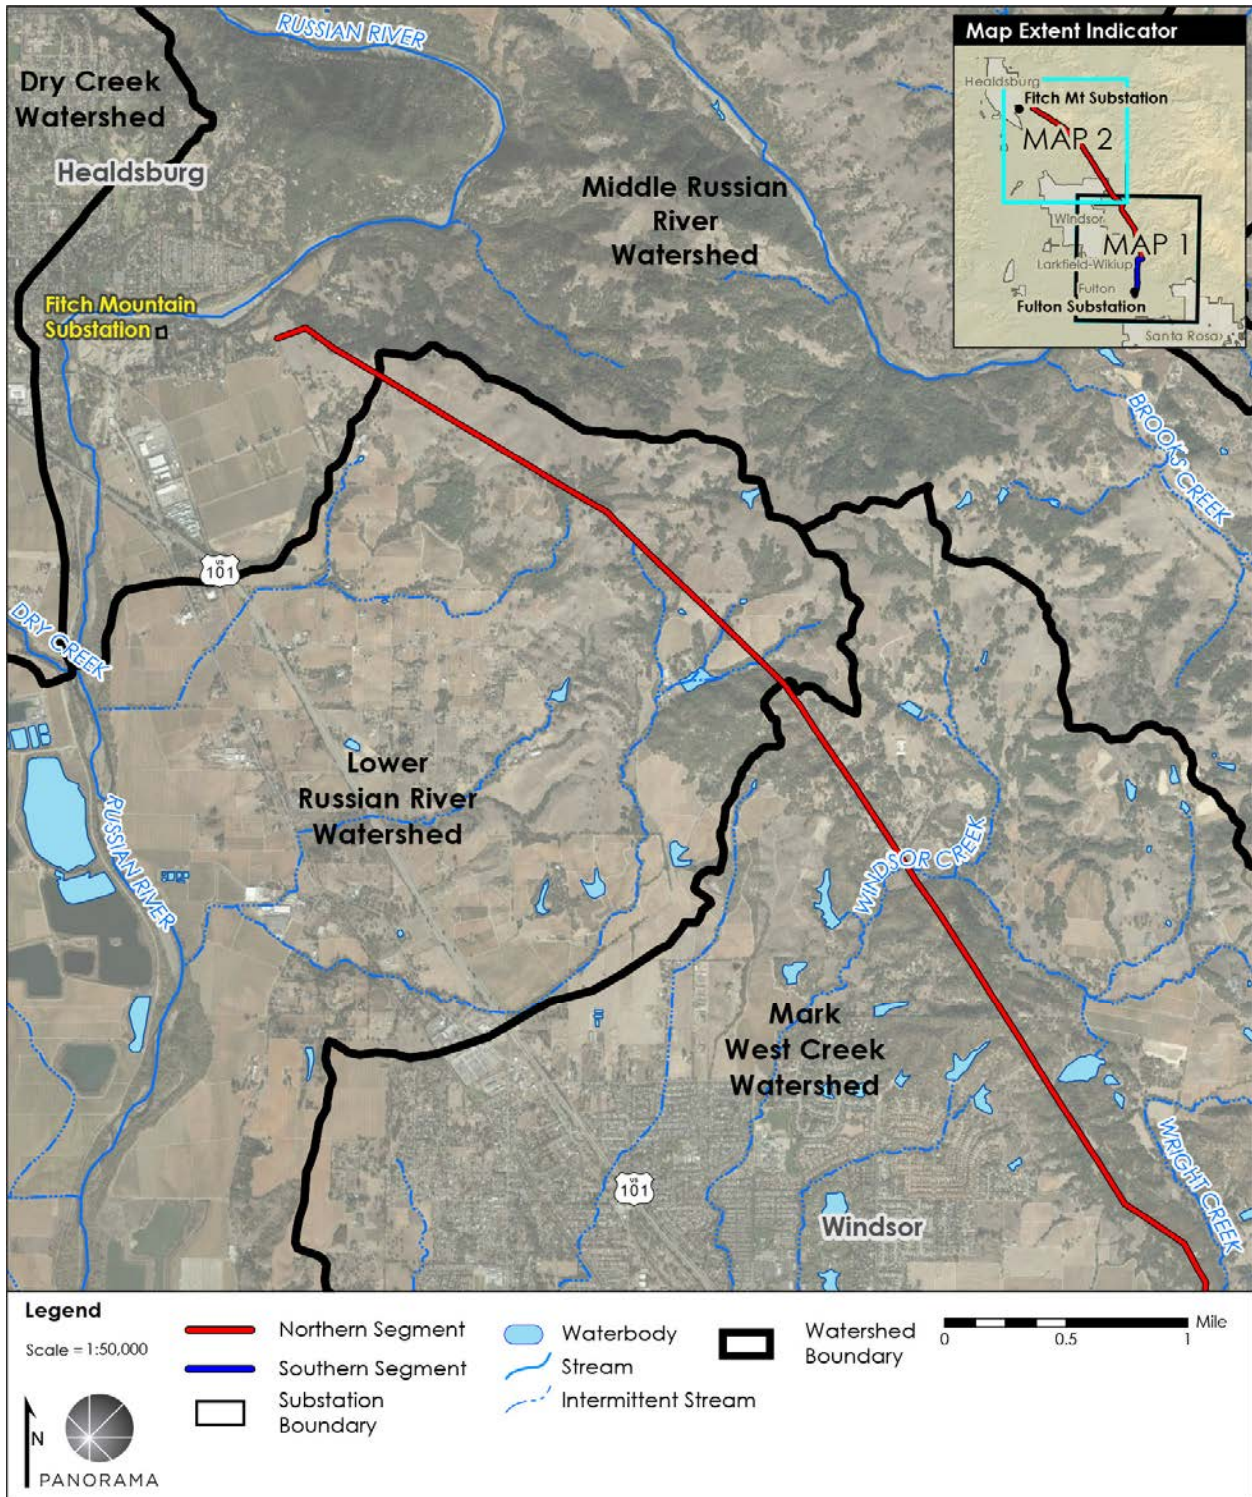 RUSSIAN RIVER
Dry Creek
Watershed
Healdsburg
Middle Russian
River
Watershed
Fitch Mountain
Substation
Map Extent Indicator
Healdsburg
Fitch Mt Substation
MAP 2
Windsor
MAP 1
Larkfield-Wikiup
Fulton
Fulton Substation
Santa Rosa
BROOKS CREEK
US
101
DRY CREEK
Lower
Russian River
Watershed
RUSSIAN RIVER
WINDSOR CREEK
Mark
West Creek
Watershed
WRIGHT CREEK
US
101
Windsor
Legend
Scale = 1:50,000
N
PANORAMA
Northern Segment
Southern Segment
Substation
Boundary
Waterbody
Stream
Intermittent Stream
Watershed
Boundary
Mile
0 0.5 1